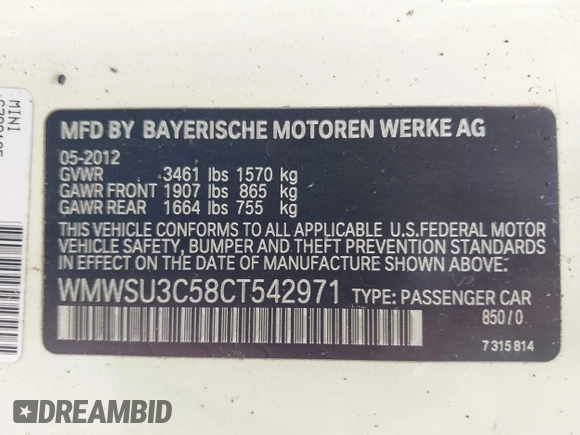 MFD BY BAYERISCHE MOTOREN WERKE AG
05-2012
GVWR 3461 lbs 1570 kg
GAWR FRONT 1907 lbs 865 kg
GAWR REAR 1664 lbs 755 kg
THIS VEHICLE CONFORMS TO ALL APPLICABLE U.S.FEDERAL MOTOR
VEHICLE SAFETY, BUMPER AND THEFT PREVENTION STANDARDS
IN EFFECT ON THE DATE OF MANUFACTURE SHOWN ABOVE.
WMWSU3C58CT542971 TYPE: PASSENGER CAR
850/0
7 315 814
MINI
DREAMBID